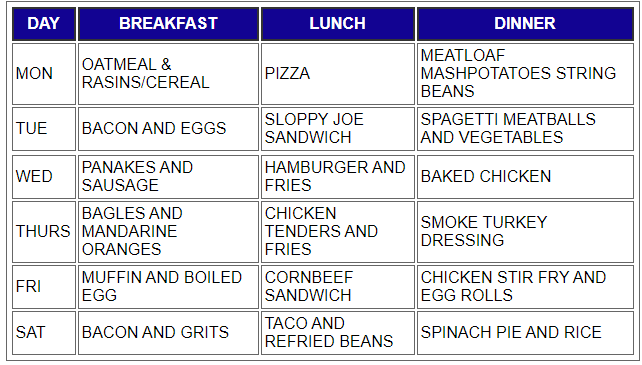 DAY BREAKFAST LUNCH DINNER
MON OATMEAL & RASINS/CEREAL PIZZA MEATLOAF MASHPOTATOES STRING BEANS
TUE BACON AND EGGS SLOPPY JOE SANDWICH SPAGETTI MEATBALLS AND VEGETABLES
WED PANAKES AND SAUSAGE HAMBURGER AND FRIES BAKED CHICKEN
THURS BAGLES AND MANDARINE ORANGES CHICKEN TENDERS AND FRIES SMOKE TURKEY DRESSING
FRI MUFFIN AND BOILED EGG CORNBEEF SANDWICH CHICKEN STIR FRY AND EGG ROLLS
SAT BACON AND GRITS TACO AND REFRIED BEANS SPINACH PIE AND RICE